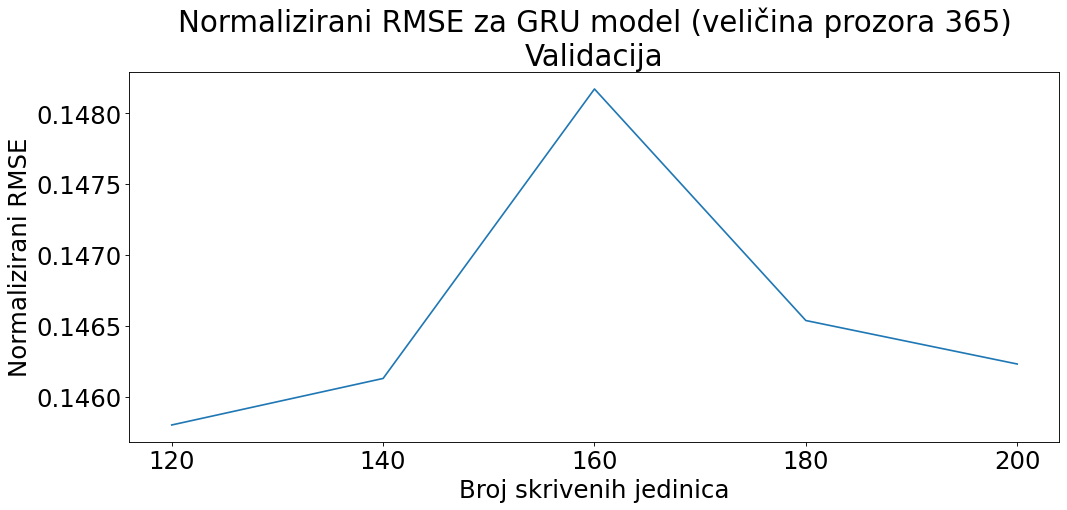 Normalizirani RMSE za GRU model (veličina prozora 365)
Validacija
Normalizirani RMSE
0.1480
0.1475
0.1470
0.1465
0.1460
120 140 160 180 200
Broj skrivenih jedinica